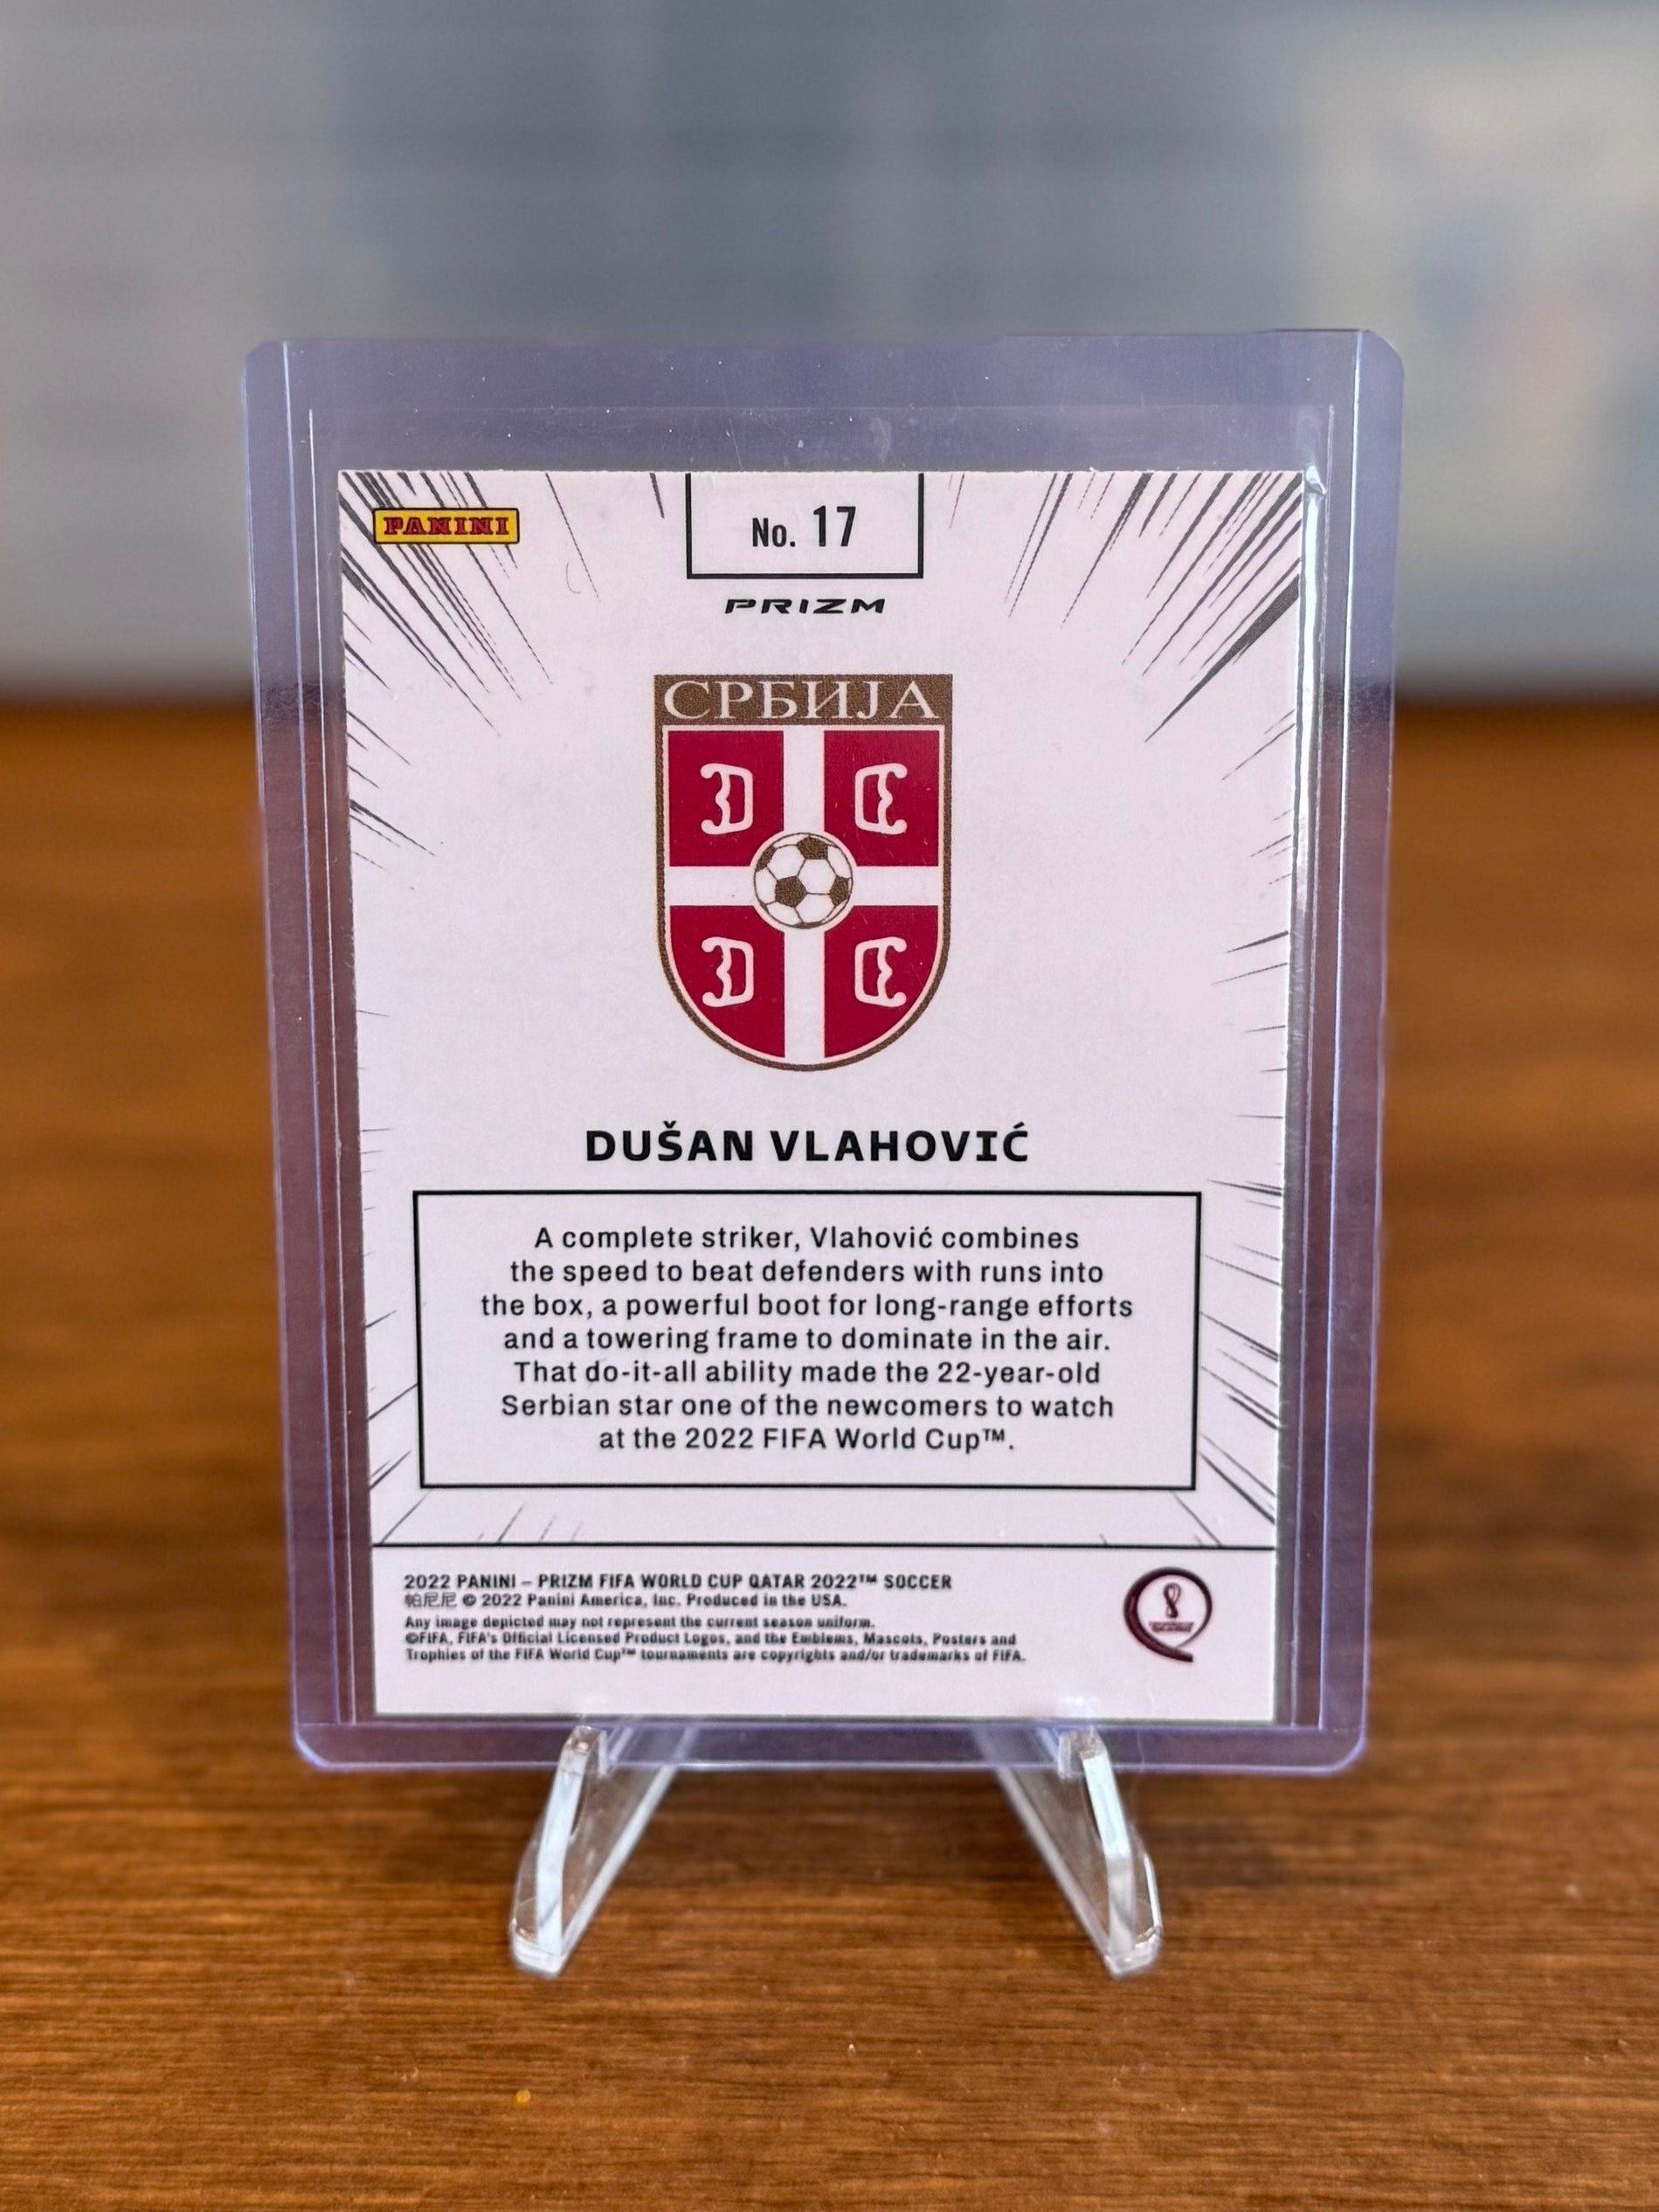 PANINI
No. 17
PRIZM
СРБИЈА
DUŠAN VLAHOVIĆ
A complete striker, Vlahović combines
the speed to beat defenders with runs into
the box, a powerful boot for long-range efforts
and a towering frame to dominate in the air.
That do-it-all ability made the 22-year-old
Serbian star one of the newcomers to watch
at the 2022 FIFA World Cup™.
2022 PANINI – PRIZM FIFA WORLD CUP QATAR 2022™ SOCCER
帕尼尼 © 2022 Panini America, Inc. Produced in the USA.
Any image depicted may not represent the current season uniform.
©FIFA, FIFA's Official Licensed Product Logos, and the Emblems, Mascots, Posters and
Trophies of the FIFA World Cup™ tournaments are copyrights and/or trademarks of FIFA.